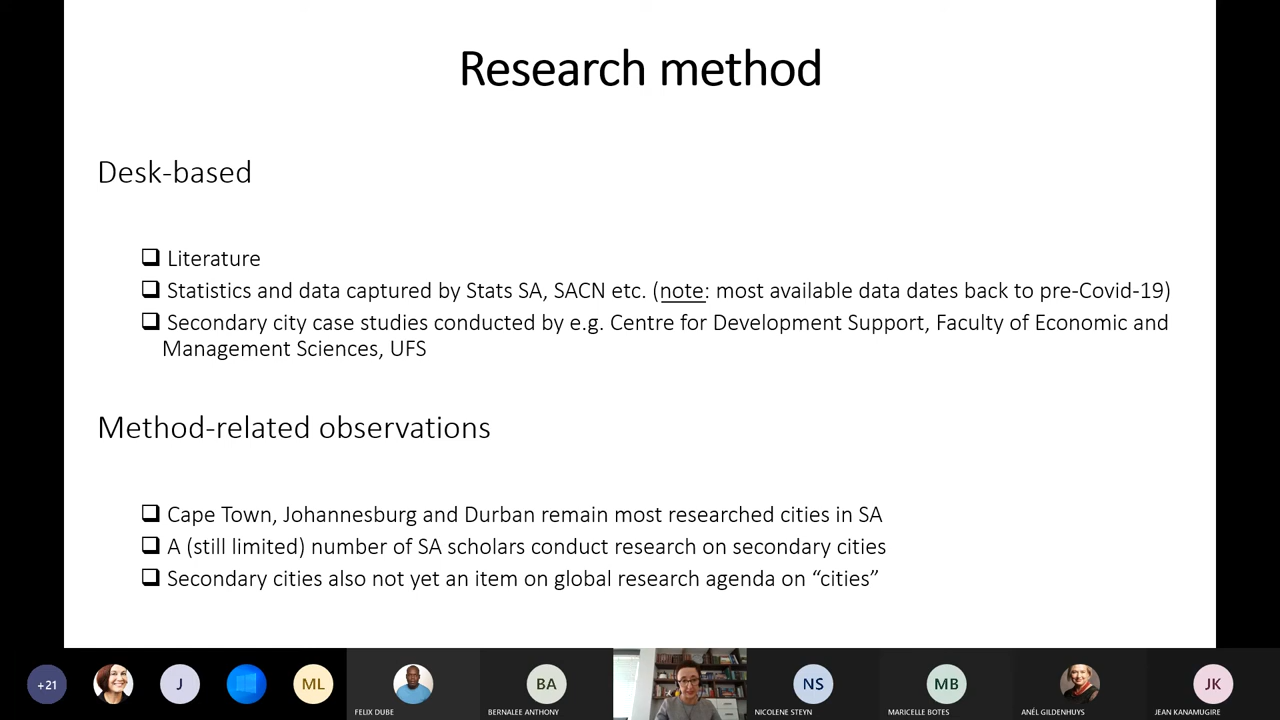 Research method
Desk-based
Literature
Statistics and data captured by Stats SA, SACN etc. (note: most available data dates back to pre-Covid-19)
Secondary city case studies conducted by e.g. Centre for Development Support, Faculty of Economic and
Management Sciences, UFS
Method-related observations
Cape Town, Johannesburg and Durban remain most researched cities in SA
A (still limited) number of SA scholars conduct research on secondary cities
Secondary cities also not yet an item on global research agenda on “cities”
+21
J
ML
FELIX DUBE
BA
BERNALEE ANTHONY
NS
NICOLENE STEYN
MB
MARICELLE BOTES
ANÉL GILDENHUYS
JK
JEAN KANAMUGIRE